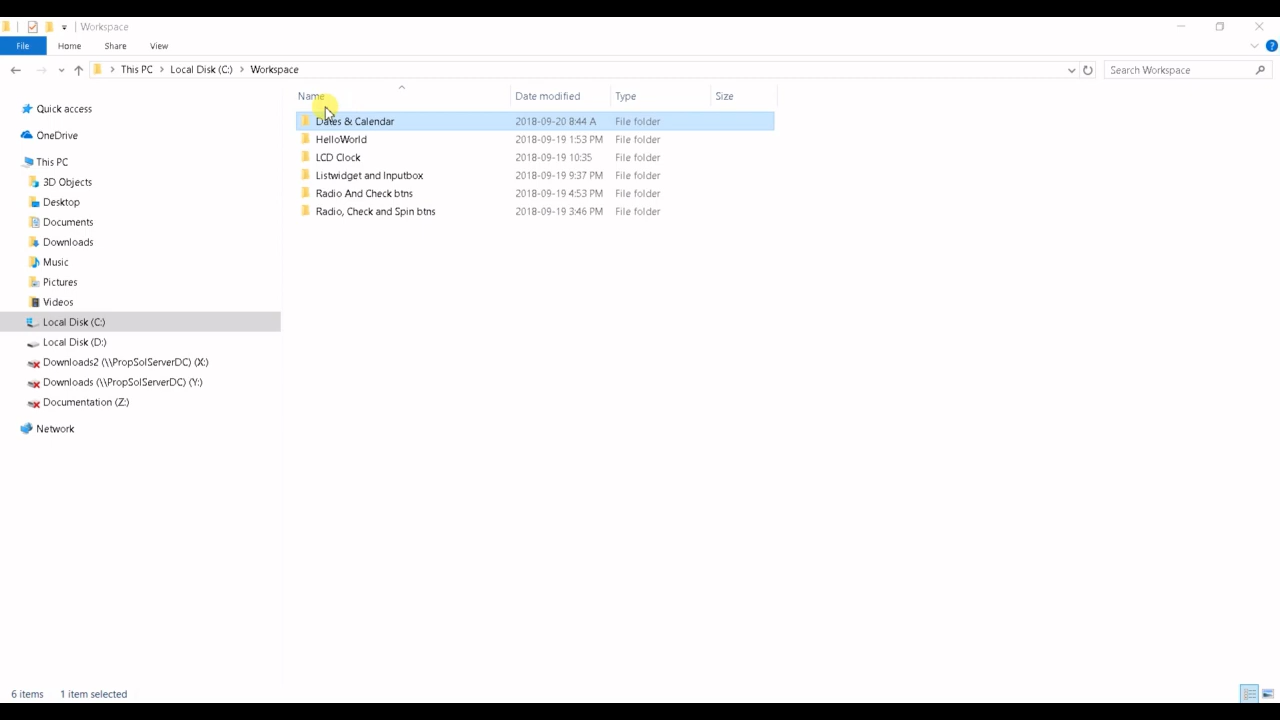 Workspace
File Home Share View
This PC Local Disk (C:) Workspace Search Workspace
Name Date modified Type Size
Quick access
OneDrive
This PC
3D Objects
Desktop
Documents
Downloads
Music
Pictures
Videos
Local Disk (C:)
Local Disk (D:)
Downloads2 (\\PropSolServerDC) (X:)
Downloads (\\PropSolServerDC) (Y:)
Documentation (Z:)
Network
Dates & Calendar 2018-09-20 8:44 A File folder
HelloWorld 2018-09-19 1:53 PM File folder
LCD Clock 2018-09-19 10:35 File folder
Listwidget and Inputbox 2018-09-19 9:37 PM File folder
Radio And Check btns 2018-09-19 4:53 PM File folder
Radio, Check and Spin btns 2018-09-19 3:46 PM File folder
6 items 1 item selected